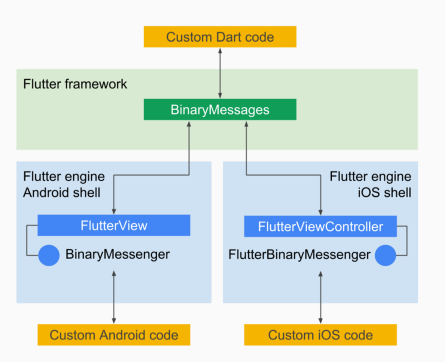 Custom Dart code
Flutter framework
BinaryMessages
Flutter engine
Android shell
Flutter engine
iOS shell
FlutterView
FlutterViewController
BinaryMessenger
FlutterBinaryMessenger
Custom Android code
Custom iOS code